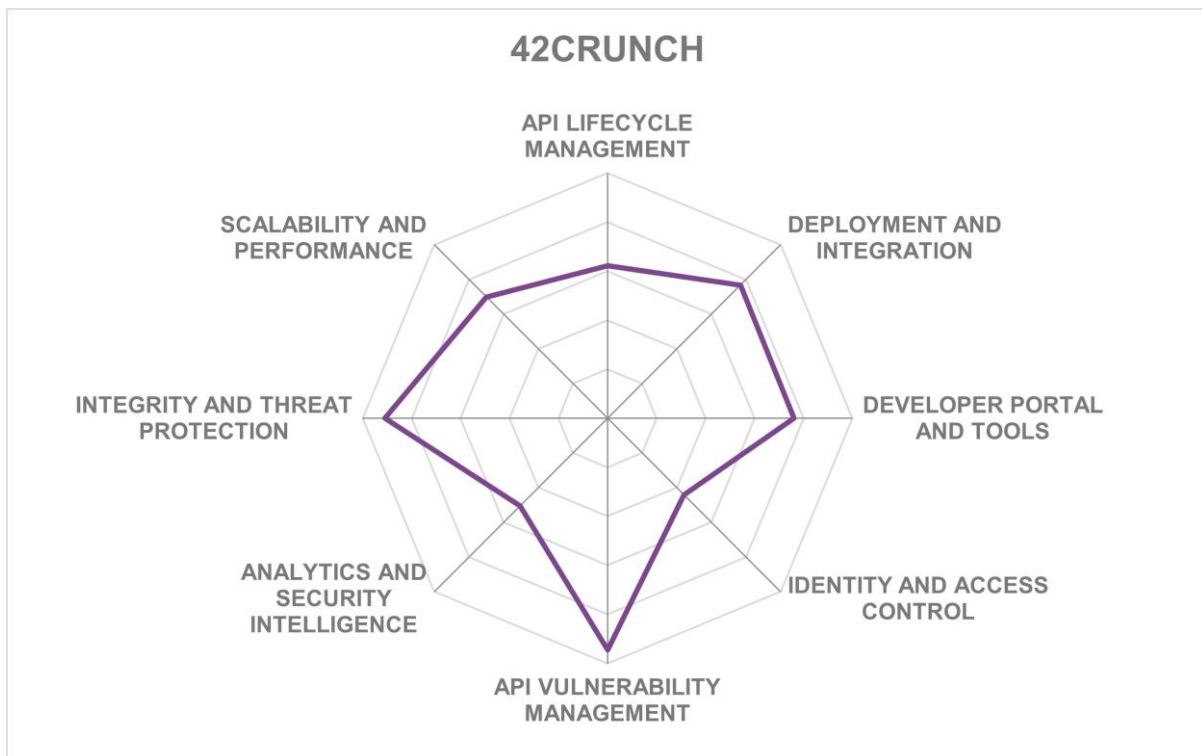 42CRUNCH
API LIFECYCLE
MANAGEMENT
DEPLOYMENT AND
INTEGRATION
DEVELOPER PORTAL
AND TOOLS
IDENTITY AND ACCESS
CONTROL
API VULNERABILITY
MANAGEMENT
ANALYTICS AND
SECURITY
INTELLIGENCE
INTEGRITY AND THREAT
PROTECTION
SCALABILITY AND
PERFORMANCE